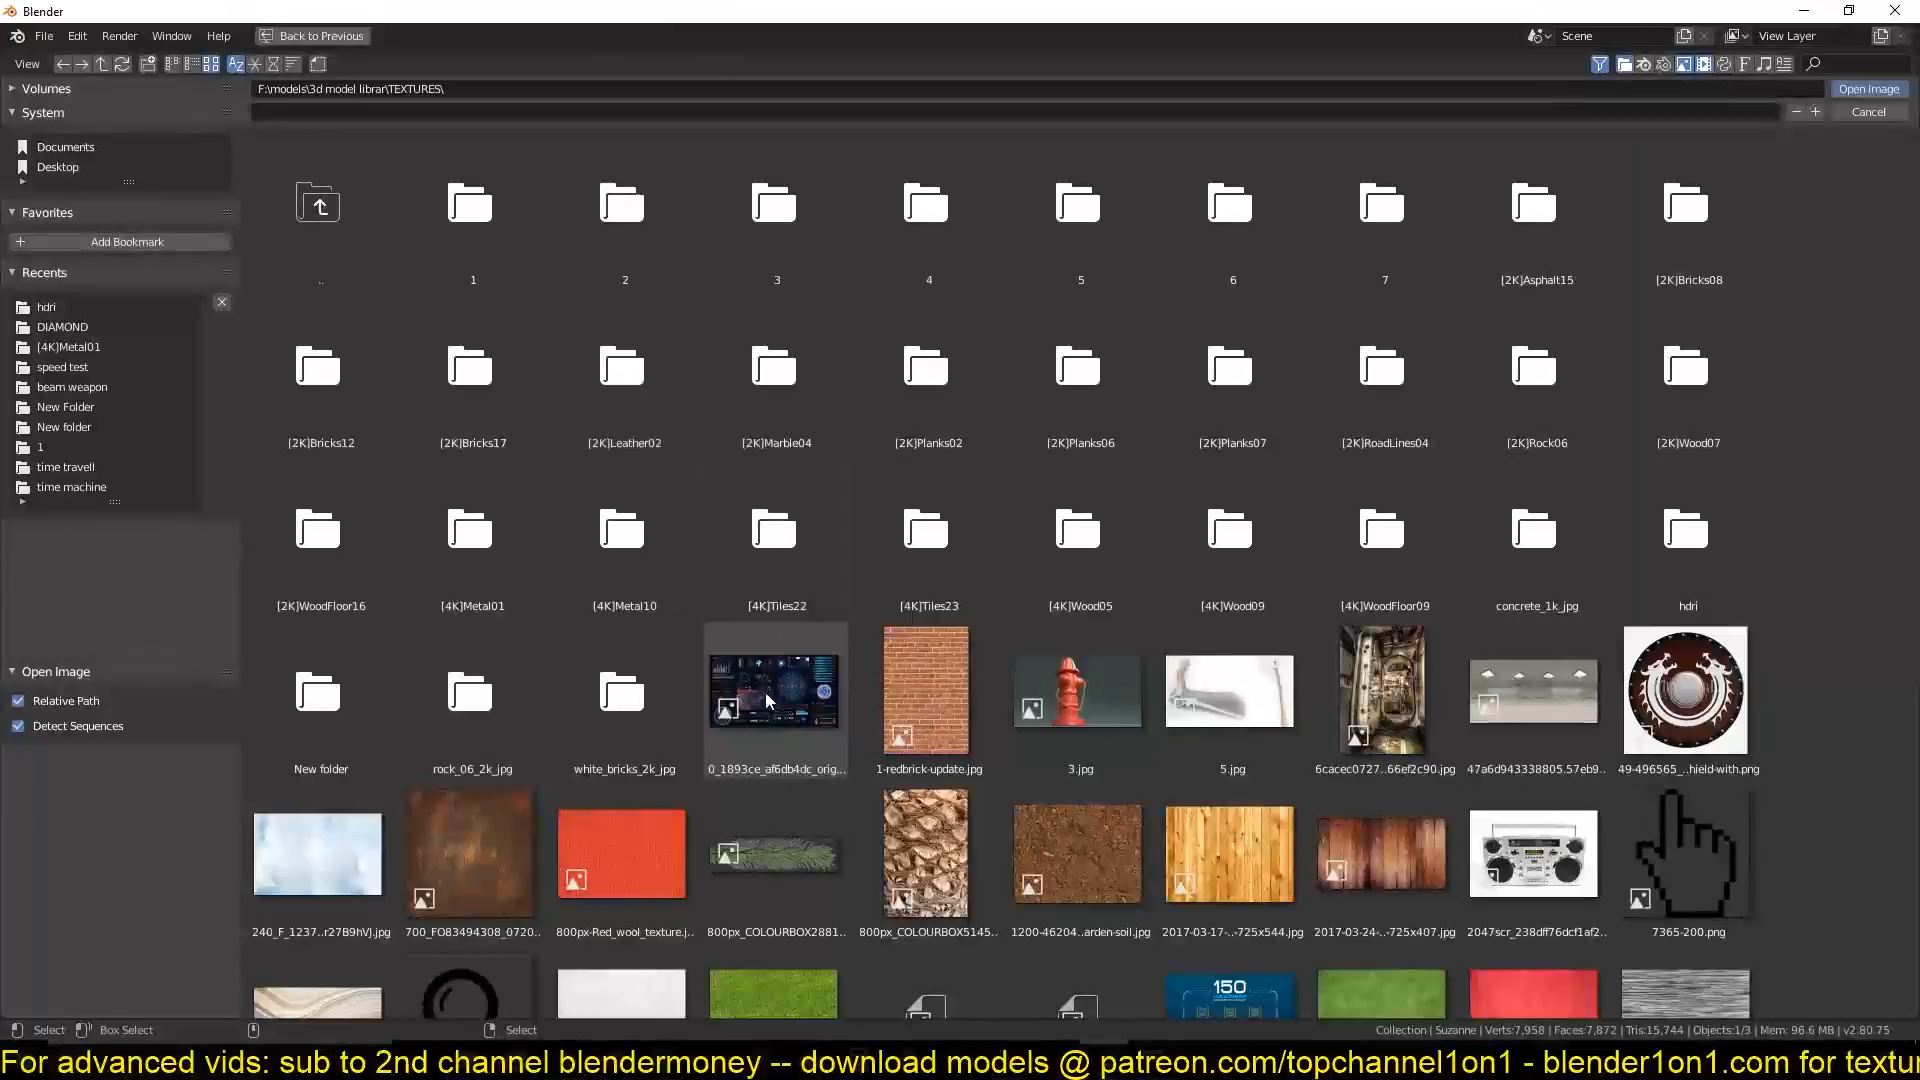 Blender
File Edit Render Window Help Back to Previous Scene View Layer
View
Volumes
F:\models\3d model librar\TEXTURES\ Open Image
System
Cancel
Documents
Desktop
Favorites
Add Bookmark
Recents
hdri
DIAMOND
[4K]Metal01
speed test
beam weapon
New Folder
New folder
1
time travell
time machine
Open Image
Relative Path
Detect Sequences
.. 1 2 3 4 5 6 7 [2K]Asphalt15 [2K]Bricks08
[2K]Bricks12 [2K]Bricks17 [2K]Leather02 [2K]Marble04 [2K]Planks02 [2K]Planks06 [2K]Planks07 [2K]RoadLines04 [2K]Rock06 [2K]Wood07
[2K]WoodFloor16 [4K]Metal01 [4K]Metal10 [4K]Tiles22 [4K]Tiles23 [4K]Wood05 [4K]Wood09 [4K]WoodFloor09 concrete_1k_jpg hdri
New folder rock_06_2k_jpg white_bricks_2k_jpg 0_1893ce_af6db4dc_orig... 1-redbrick-update.jpg 3.jpg 5.jpg 6cacec0727..66ef2c90.jpg 47a6d943338805.57eb9.. 49-496565_..hield-with.png
240_F_1237..r27B9hVJ.jpg 700_FO83494308_0720.. 800px-Red_wool_texture.j.. 800px_COLOURBOX2881.. 800px_COLOURBOX5145.. 1200-46204..arden-soil.jpg 2017-03-17-..-725x544.jpg 2017-03-24-..-725x407.jpg 2047scr_238dff76dcf1af2.. 7365-200.png
150
Select Box Select Select Collection | Suzanne | Verts:7,958 | Faces:7,872 | Tris:15,744 | Objects:1/3 | Mem: 96.6 MB | v2.80.75
For advanced vids: sub to 2nd channel blendermoney -- download models @ patreon.com/topchannel1on1 - blender1on1.com for textur